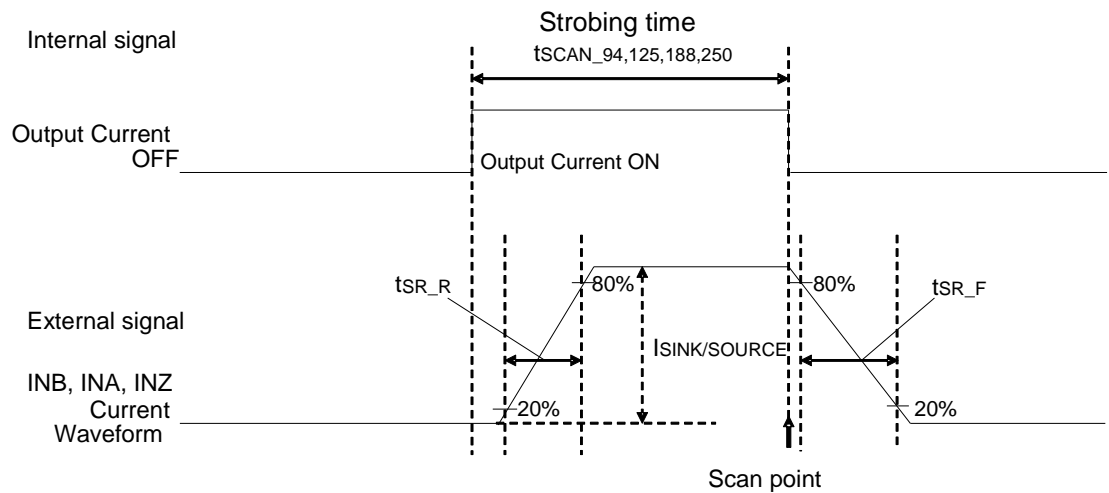 Strobing time
Internal signal
tSCAN_94,125,188,250
Output Current
OFF
Output Current ON
tSR_R
80%
80%
tSR_F
External signal
ISINK/SOURCE
INB, INA, INZ
Current
Waveform
20%
20%
Scan point